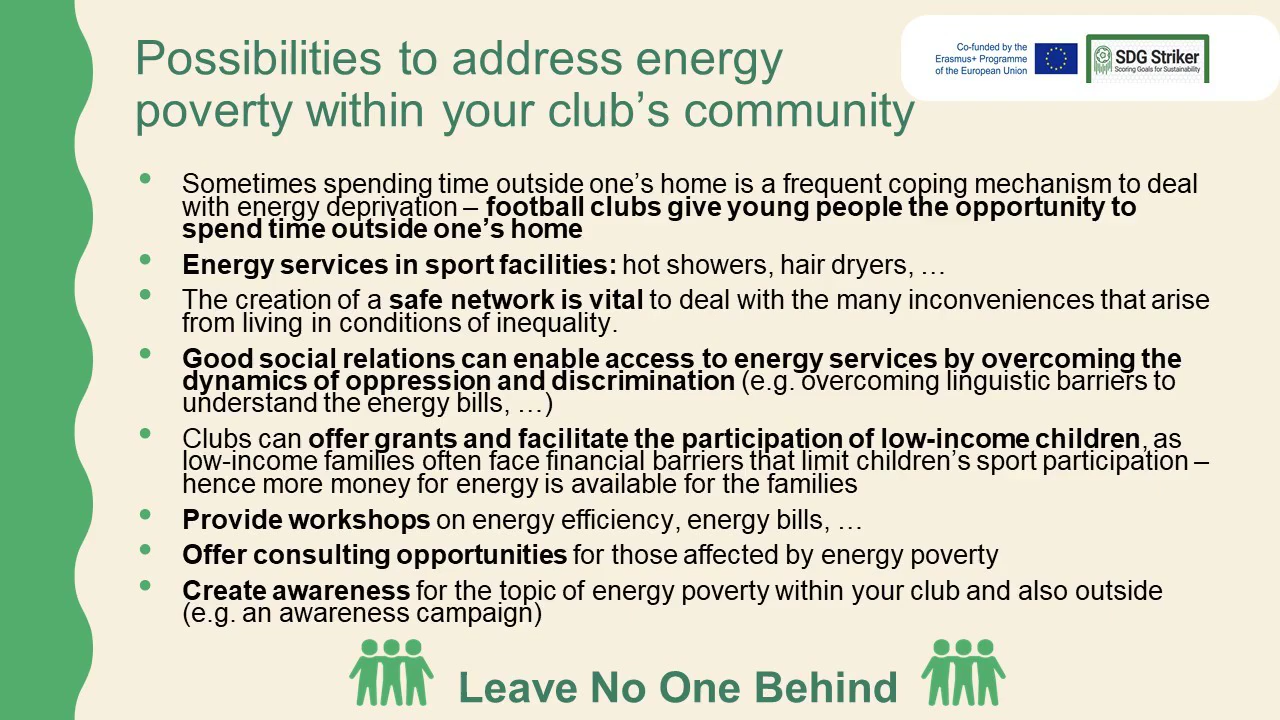 Possibilities to address energy
poverty within your club’s community
Co-funded by the
Erasmus+ Programme
of the European Union
SDG Striker
Scoring Goals for Sustainability
• Sometimes spending time outside one’s home is a frequent coping mechanism to deal
with energy deprivation – football clubs give young people the opportunity to
spend time outside one’s home
• Energy services in sport facilities: hot showers, hair dryers, …
• The creation of a safe network is vital to deal with the many inconveniences that arise
from living in conditions of inequality.
• Good social relations can enable access to energy services by overcoming the
dynamics of oppression and discrimination (e.g. overcoming linguistic barriers to
understand the energy bills, …)
• Clubs can offer grants and facilitate the participation of low-income children, as
low-income families often face financial barriers that limit children’s sport participation –
hence more money for energy is available for the families
• Provide workshops on energy efficiency, energy bills, …
• Offer consulting opportunities for those affected by energy poverty
• Create awareness for the topic of energy poverty within your club and also outside
(e.g. an awareness campaign)
Leave No One Behind